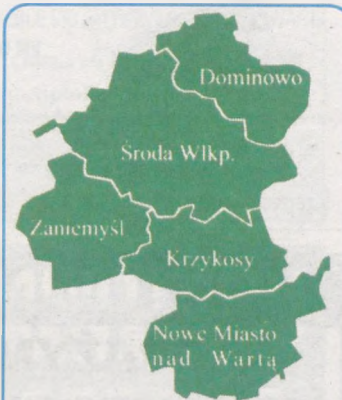 Dominowo
Środa Wlkp.
Zaniemyśl
Krzykosy
Nowe Miasto
nad Wartą